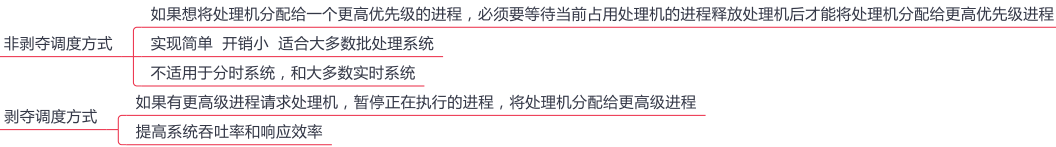 如果想将处理机分配给一个更高优先级的进程，必须要等待当前占用处理机的进程释放处理机后才能将处理机分配给更高优先级进程
非剥夺调度方式
实现简单 开销小 适合大多数批处理系统
不适用于分时系统，和大多数实时系统
如果有更高级进程请求处理机，暂停正在执行的进程，将处理机分配给更高级进程
剥夺调度方式
提高系统吞吐率和响应效率